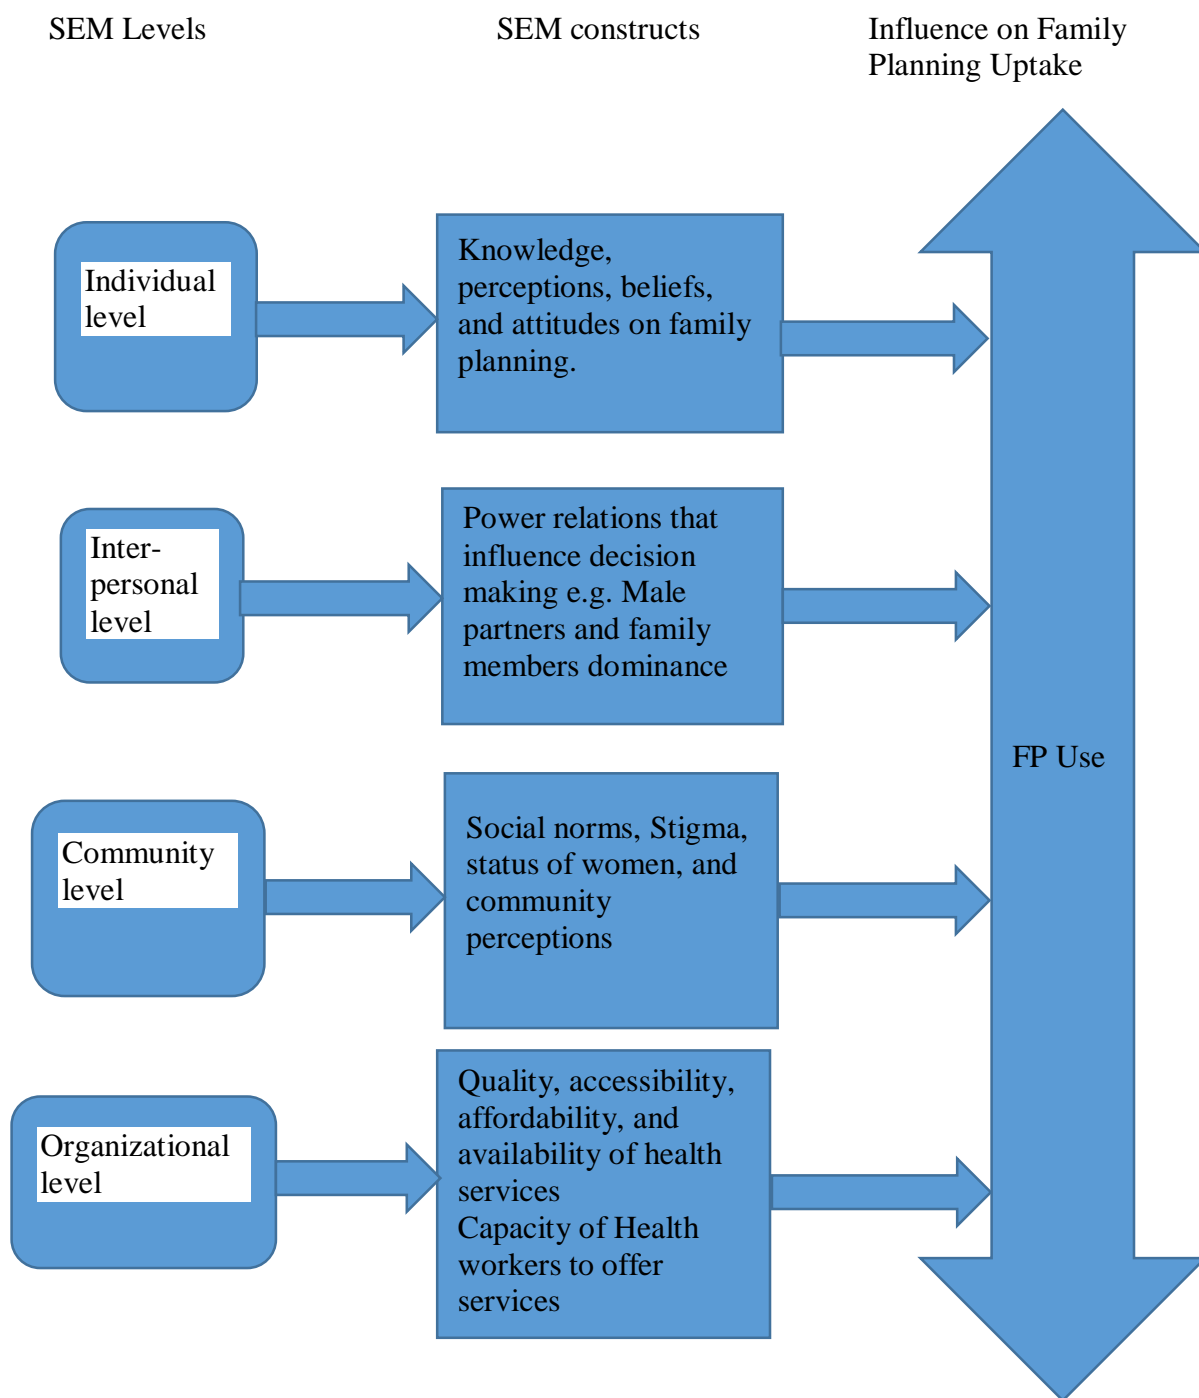 SEM Levels
SEM constructs
Influence on Family
Planning Uptake
Individual
level
Knowledge,
perceptions, beliefs,
and attitudes on family
planning.
Inter-
personal
level
Power relations that
influence decision
making e.g. Male
partners and family
members dominance
FP Use
Community
level
Social norms, Stigma,
status of women, and
community
perceptions
Organizational
level
Quality, accessibility,
affordability, and
availability of health
services
Capacity of Health
workers to offer
services